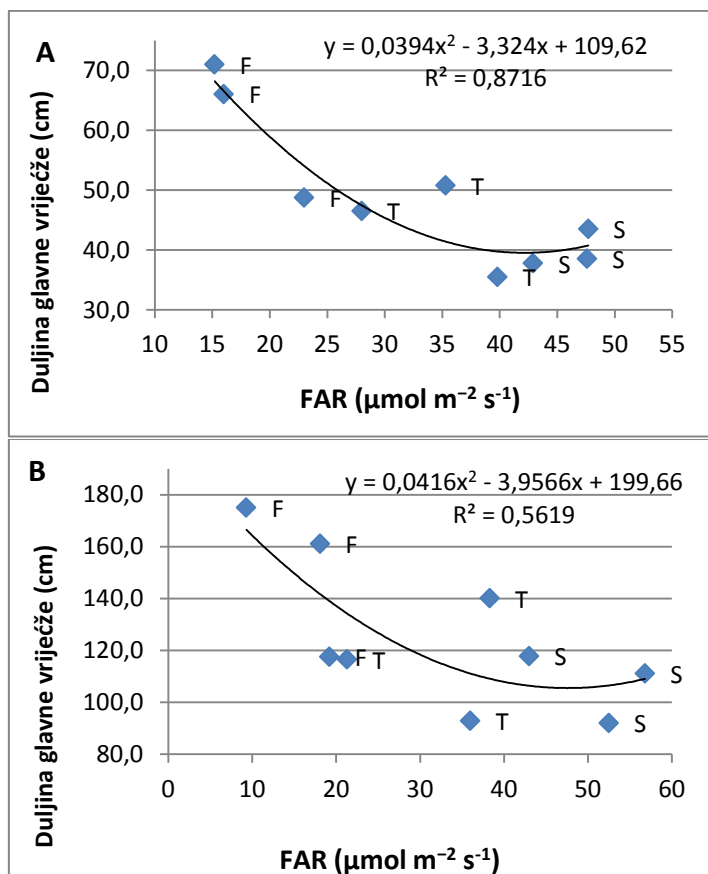 A
y = 0,0394x² - 3,324x + 109,62
R² = 0,8716
Duljina glavne vriježe (cm)
70,0
60,0
50,0
40,0
30,0
F
F
F
T
T
T
S
S
S
10 15 20 25 30 35 40 45 50 55
FAR (µmol m⁻² s⁻¹)
B
y = 0,0416x² - 3,9566x + 199,66
R² = 0,5619
Duljina glavne vriježe (cm)
180,0
160,0
140,0
120,0
100,0
80,0
F
F
F
T
T
T
S
S
S
0 10 20 30 40 50 60
FAR (µmol m⁻² s⁻¹)